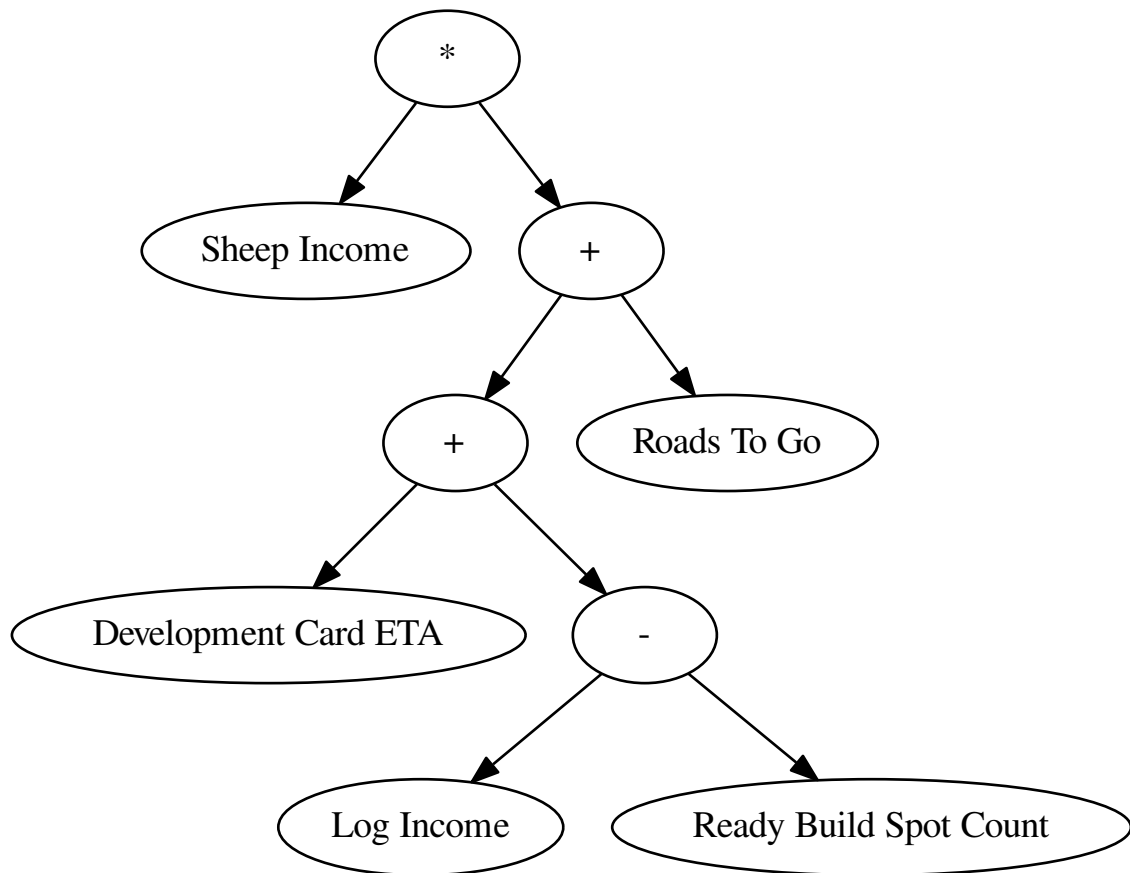 *
Sheep Income
+
+
Roads To Go
Development Card ETA
-
Log Income
Ready Build Spot Count